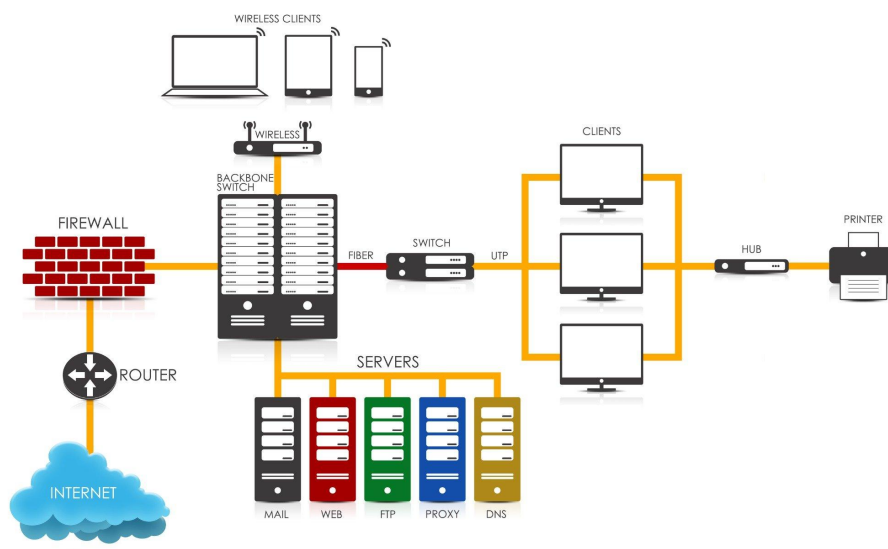 WIRELESS CLIENTS
WIRELESS
CLIENTS
BACKBONE
SWITCH
FIREWALL
FIBER
SWITCH
UTP
HUB
PRINTER
ROUTER
SERVERS
INTERNET
MAIL
WEB
FTP
PROXY
DNS